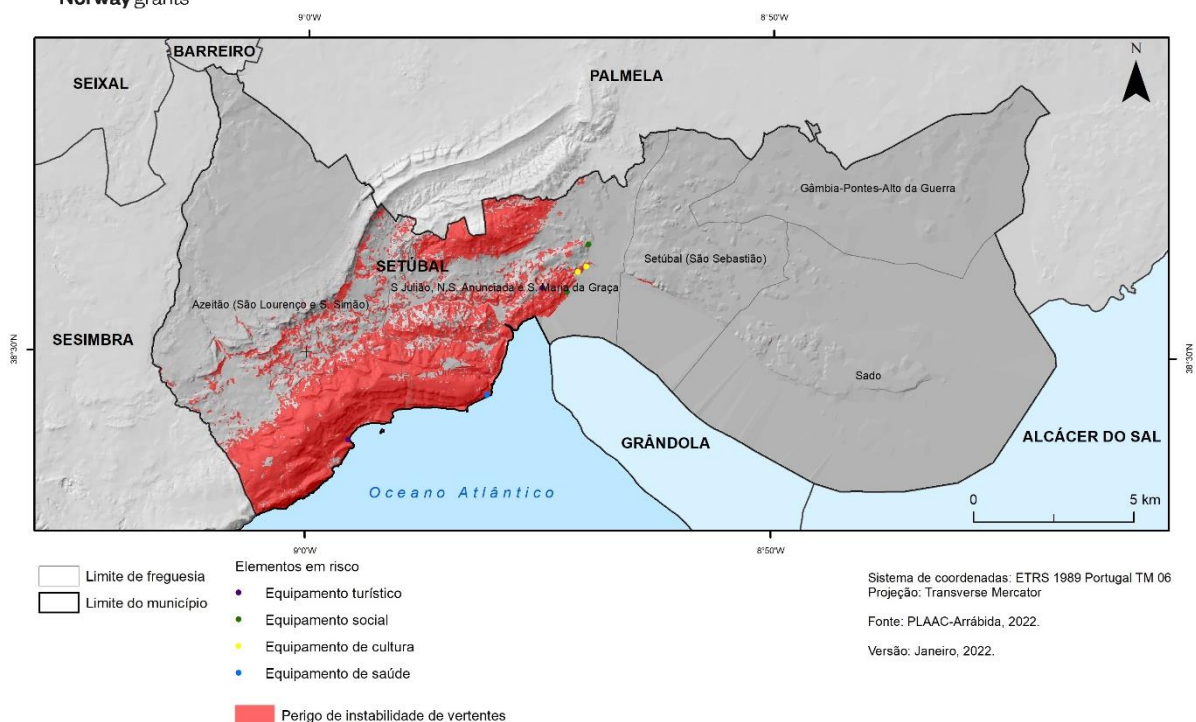 Norway grants
9°0'W
8°50'W
N
BARREIRO
SEIXAL
PALMELA
Gâmbia-Pontes-Alto da Guerra
Setúbal (São Sebastião)
SETÚBAL
S Julião, N.S. Anunciada e S. Maria da Graça
Azeitão (São Lourenço e S. Simão)
SESIMBRA
38°30'N
38°30'N
Sado
GRÂNDOLA
ALCÁCER DO SAL
Oceano Atlântico
0
5 km
9°0'W
8°50'W
Limite de freguesia
Limite do município
Elementos em risco
Equipamento turístico
Equipamento social
Equipamento de cultura
Equipamento de saúde
Perigo de instabilidade de vertentes
Sistema de coordenadas: ETRS 1989 Portugal TM 06
Projeção: Transverse Mercator
Fonte: PLAAC-Arrábida, 2022.
Versão: Janeiro, 2022.